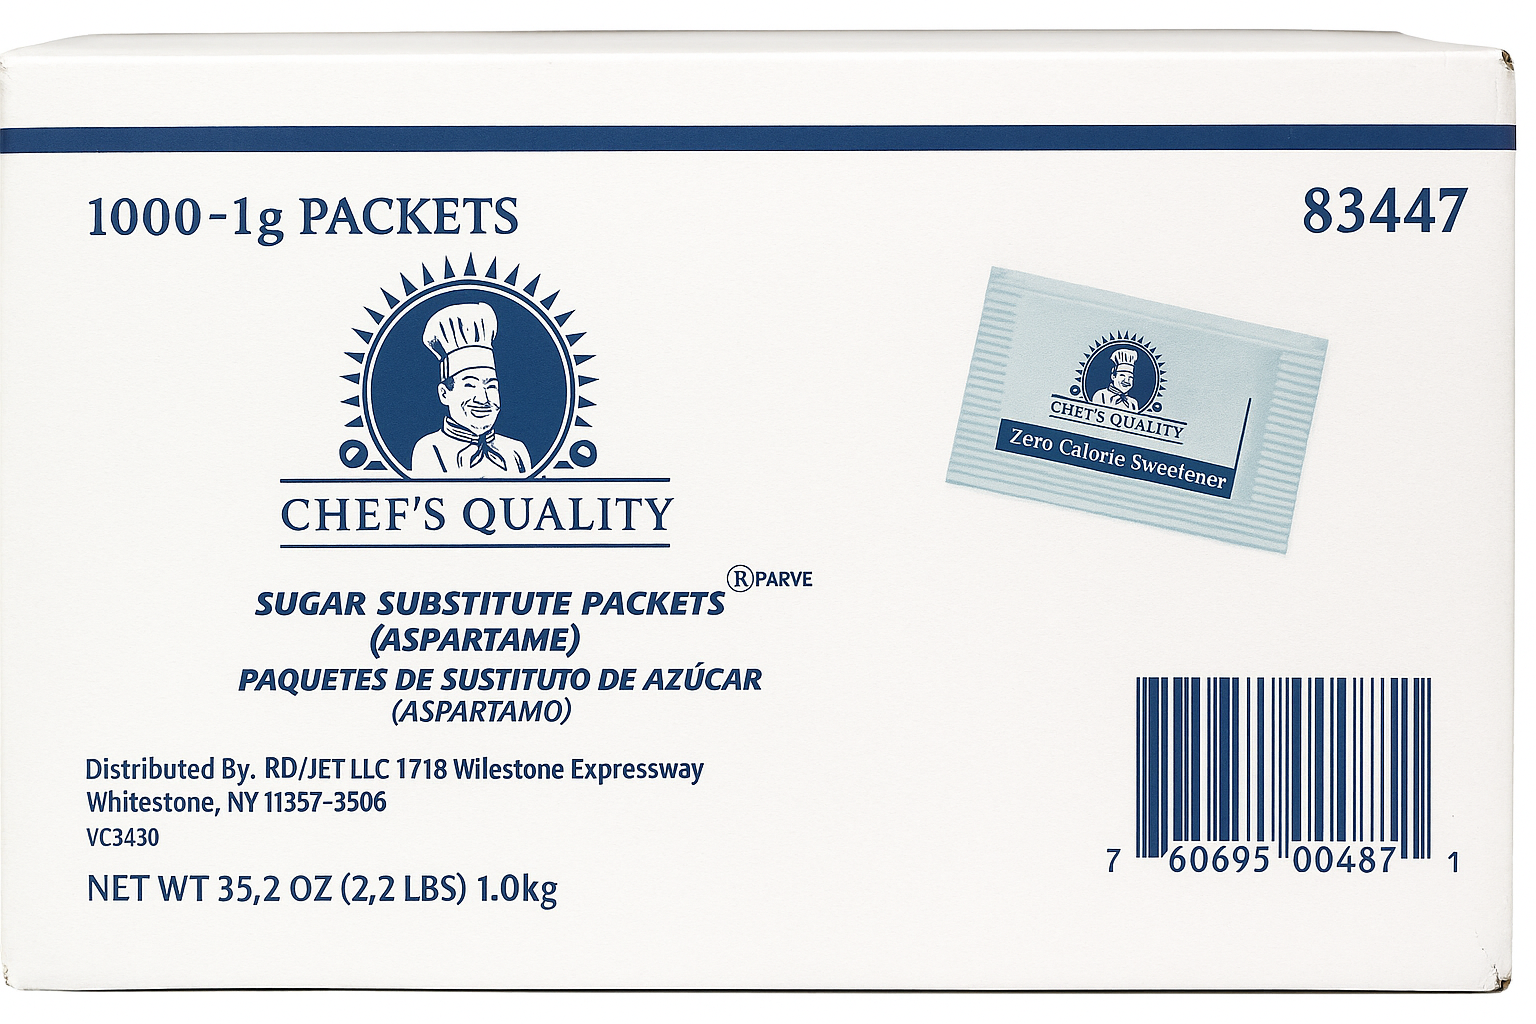 1000-1g PACKETS
83447
CHEF'S QUALITY
CHET'S QUALITY
Zero Calorie Sweetener
®PARVE
SUGAR SUBSTITUTE PACKETS
(ASPARTAME)
PAQUETES DE SUSTITUTO DE AZÚCAR
(ASPARTAMO)
Distributed By. RD/JET LLC 1718 Wilestone Expressway
Whitestone, NY 11357-3506
VC3430
NET WT 35,2 OZ (2,2 LBS) 1.0kg
7 60695 00487 1